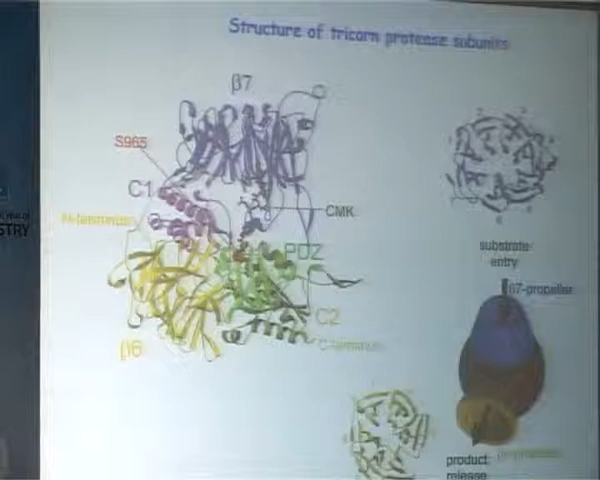 Structure of tricorn protease subunits
β7
S965
C1
N-terminus
CMK
PDZ
C2
β6
C-terminus
substrate
entry
β7-propeller
product
release
STRY